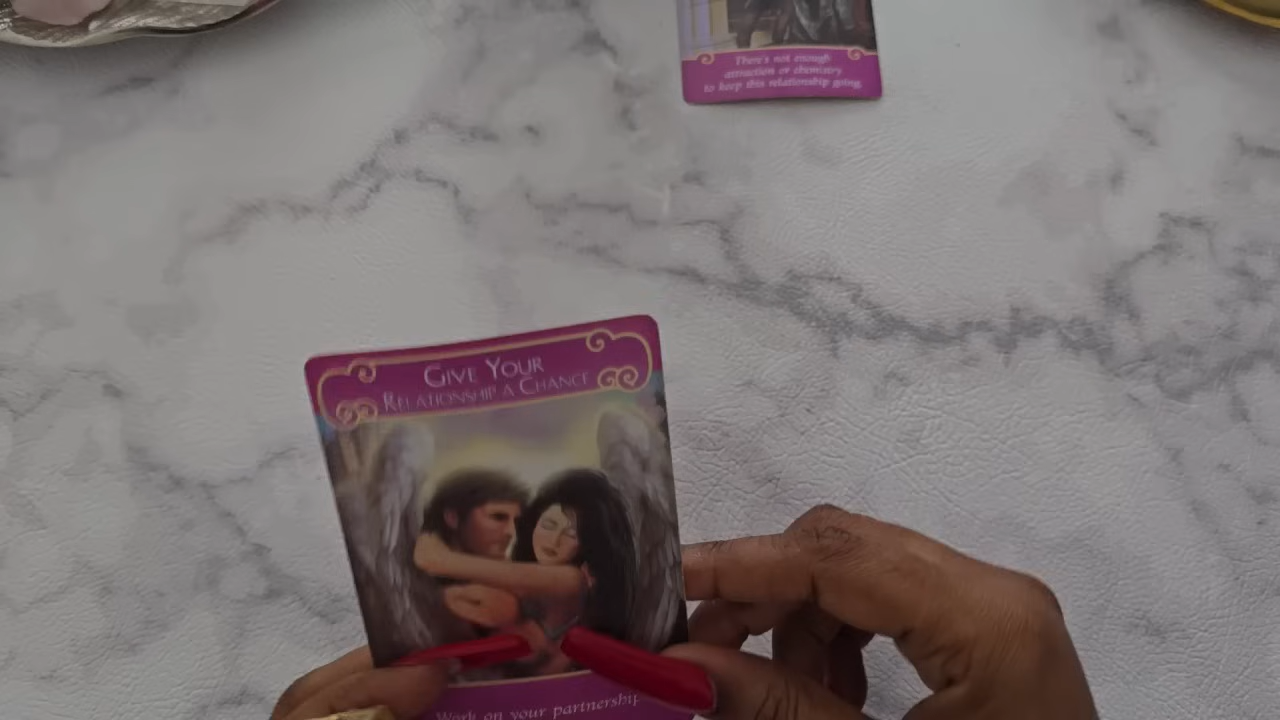 There's not enough
attraction or chemistry
to keep this relationship going.
GIVE YOUR
RELATIONSHIP A CHANCE
Work on your partnership